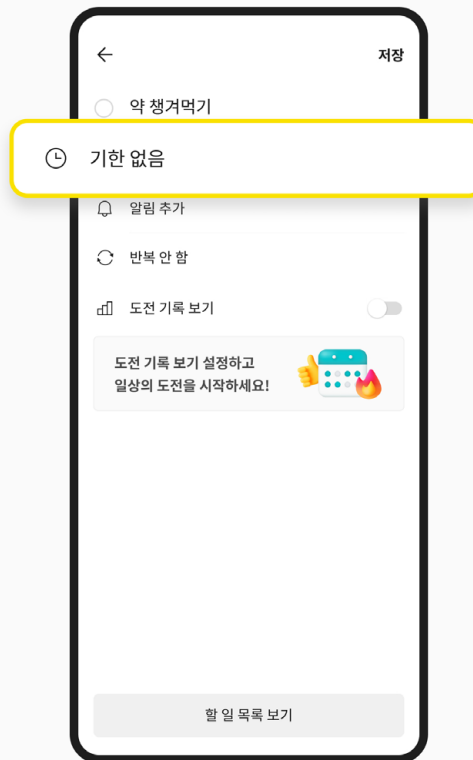 저장
약 챙겨먹기
기한 없음
알림 추가
반복 안 함
도전 기록 보기
도전 기록 보기 설정하고
일상의 도전을 시작하세요!
할 일 목록 보기